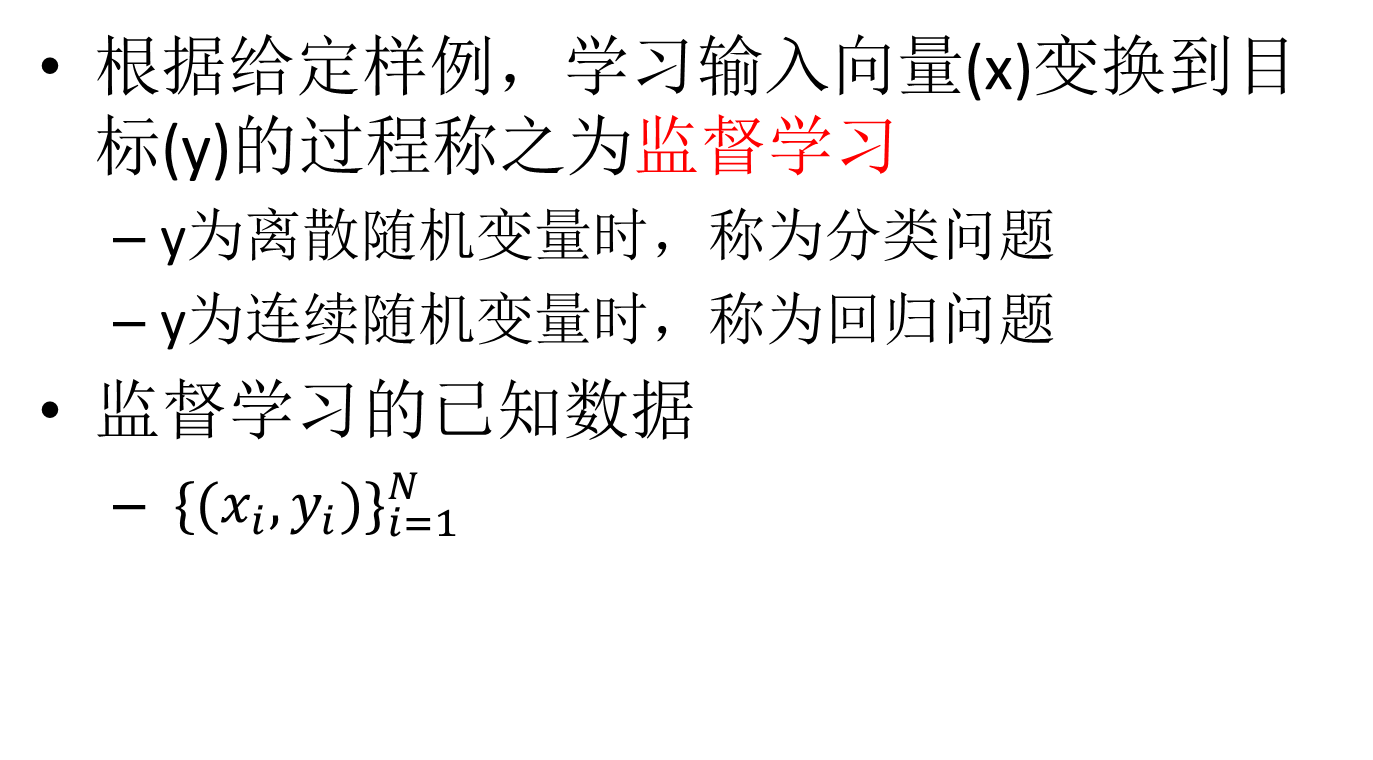 • 根据给定样例，学习输入向量(x)变换到目
标(y)的过程称之为监督学习
– y为离散随机变量时，称为分类问题
– y为连续随机变量时，称为回归问题
• 监督学习的已知数据
– $\{(x_i, y_i)\}_{i=1}^{N}$